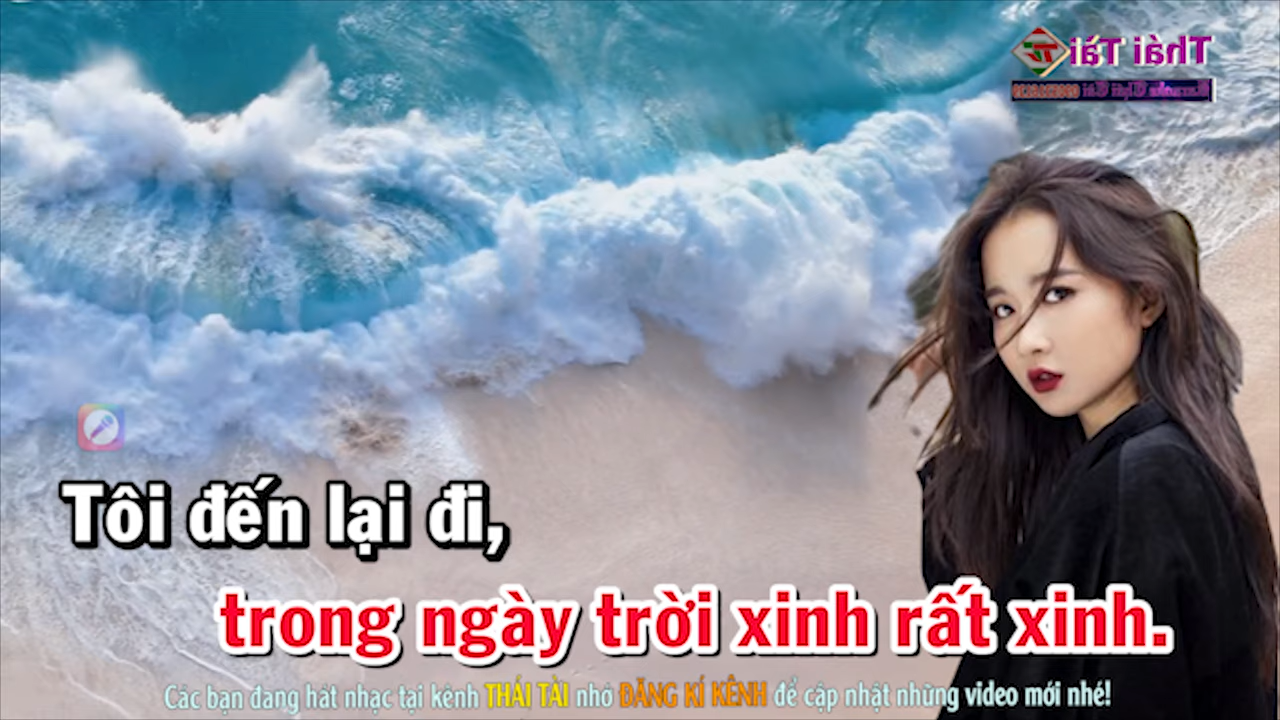 Thái Tài
Tôi đến lại đi,
trong ngày trời xinh rất xinh.
Các bạn đang hát nhạc tại kênh THÁI TÀI nhớ ĐĂNG KÍ KÊNH để cập nhật những video mới nhé!